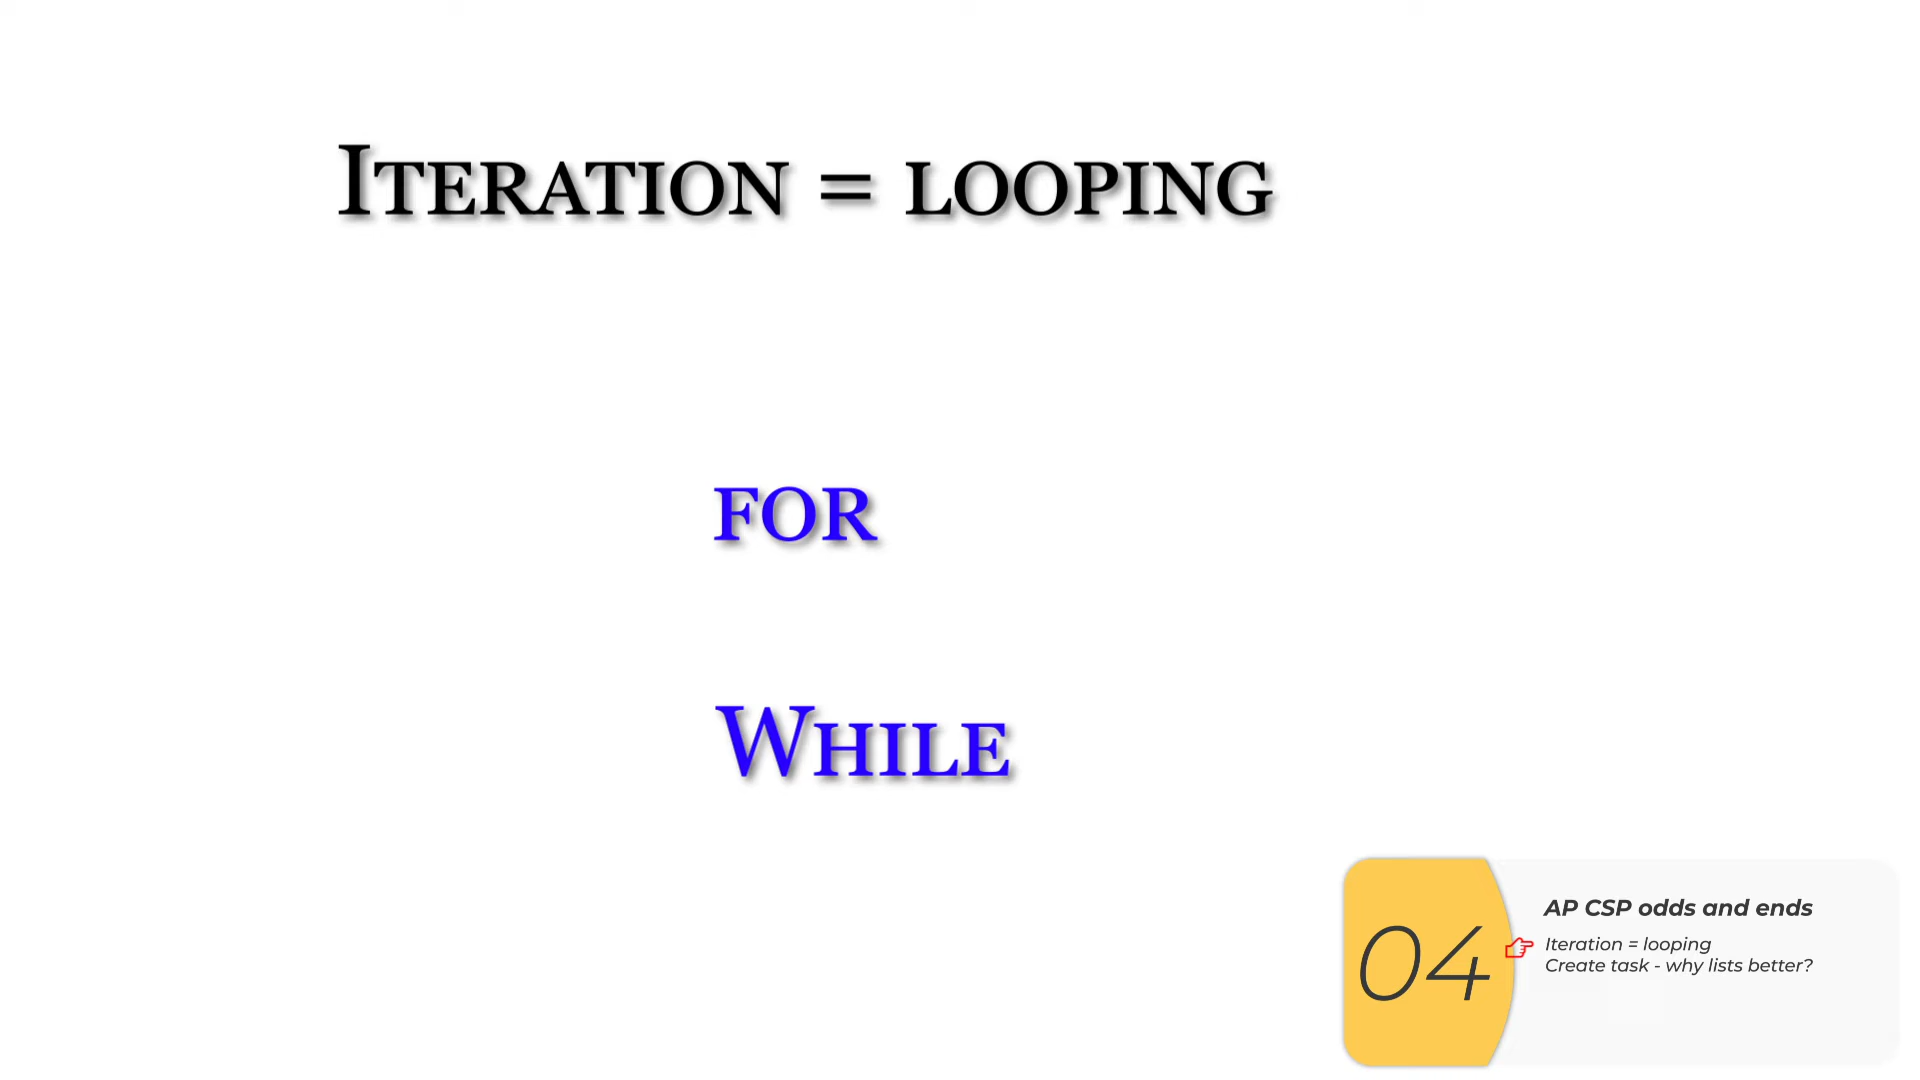 Iteration = looping
for
While
04
AP CSP odds and ends
Iteration = looping
Create task - why lists better?